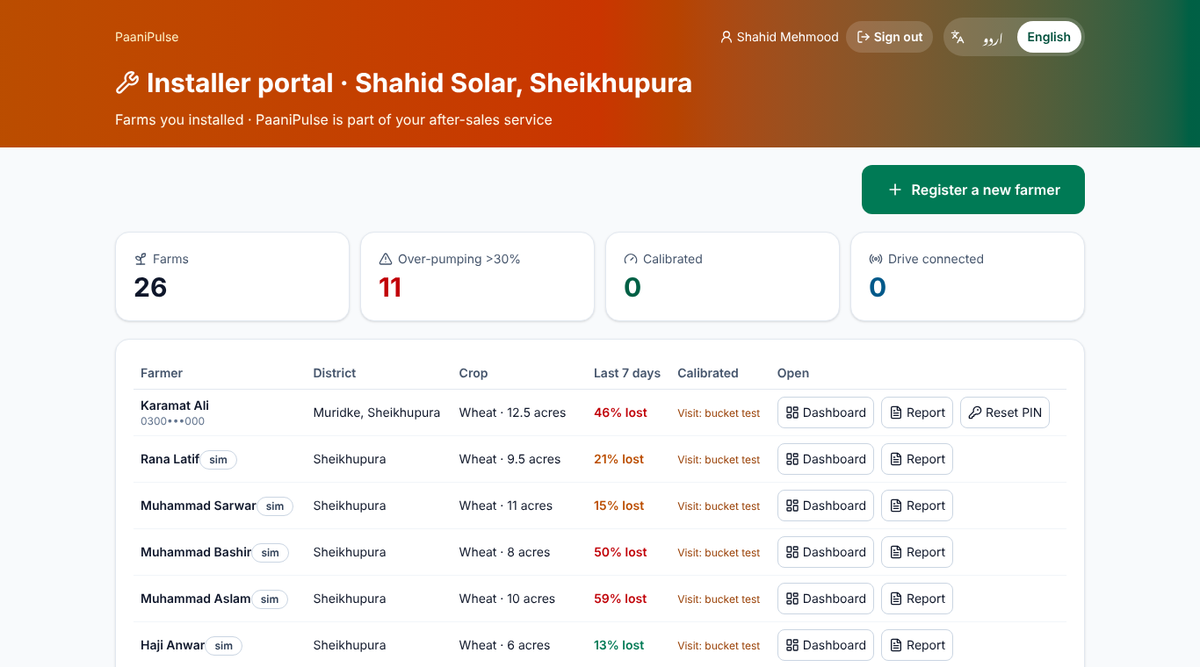 PaaniPulse
Shahid Mehmood
Sign out
اردو
English
Installer portal · Shahid Solar, Sheikhupura
Farms you installed · PaaniPulse is part of your after-sales service
+ Register a new farmer
Farms
26
Over-pumping >30%
11
Calibrated
0
Drive connected
0
Farmer District Crop Last 7 days Calibrated Open
Karamat Ali
0300•••000
Muridke, Sheikhupura Wheat · 12.5 acres 46% lost Visit: bucket test Dashboard Report Reset PIN
Rana Latif sim Sheikhupura Wheat · 9.5 acres 21% lost Visit: bucket test Dashboard Report
Muhammad Sarwar sim Sheikhupura Wheat · 11 acres 15% lost Visit: bucket test Dashboard Report
Muhammad Bashir sim Sheikhupura Wheat · 8 acres 50% lost Visit: bucket test Dashboard Report
Muhammad Aslam sim Sheikhupura Wheat · 10 acres 59% lost Visit: bucket test Dashboard Report
Haji Anwar sim Sheikhupura Wheat · 6 acres 13% lost Visit: bucket test Dashboard Report